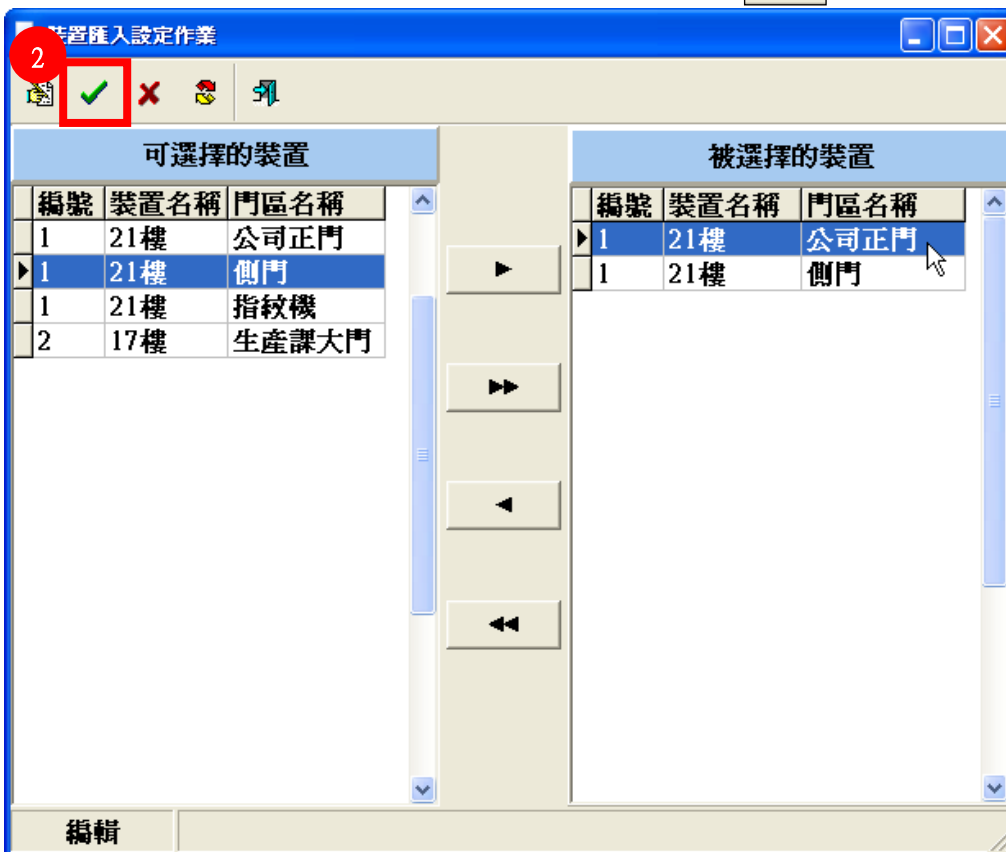 裝置匯入設定作業
2
可選擇的裝置
編號 裝置名稱 門區名稱
1 21樓 公司正門
1 21樓 側門
1 21樓 指紋機
2 17樓 生產課大門
被選擇的裝置
編號 裝置名稱 門區名稱
1 21樓 公司正門
1 21樓 側門
編輯